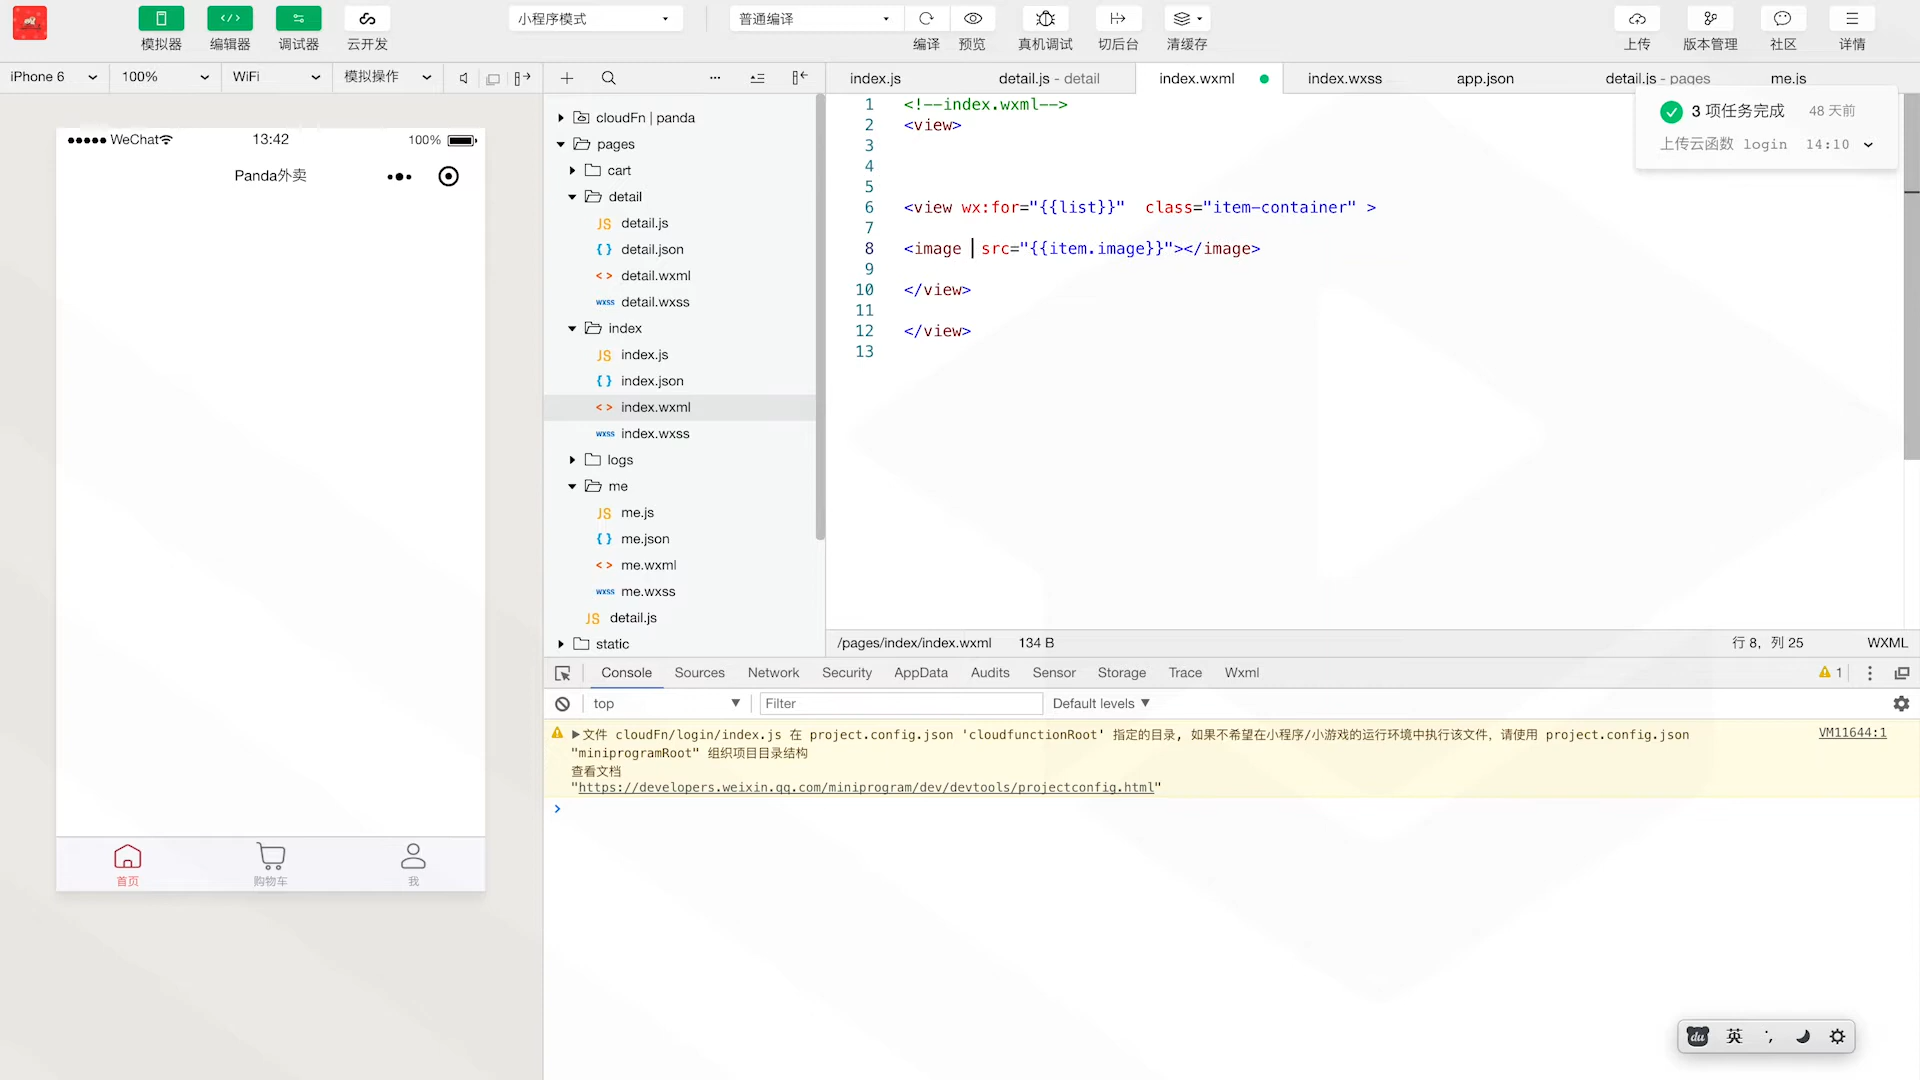 模拟器 编辑器 调试器 云开发
小程序模式
普通编译
编译 预览 真机调试 切后台 清缓存
上传 版本管理 社区 详情
iPhone 6 100% WiFi 模拟操作
WeChat 13:42 100%
Panda外卖
首页 购物车 我
cloudFn | panda
pages
cart
detail
JS detail.js
{ } detail.json
< > detail.wxml
wxss detail.wxss
index
JS index.js
{ } index.json
< > index.wxml
wxss index.wxss
logs
me
JS me.js
{ } me.json
< > me.wxml
wxss me.wxss
JS detail.js
static
index.js detail.js - detail index.wxml index.wxss app.json detail.js - pages me.js
1 <!--index.wxml-->
2 <view>
3
4
5
6 <view wx:for="{{list}}" class="item-container" >
7
8 <image src="{{item.image}}"></image>
9
10 </view>
11
12 </view>
13
3 项任务完成 48 天前
上传云函数 login 14:10
/pages/index/index.wxml 134 B 行 8，列 25 WXML
Console Sources Network Security AppData Audits Sensor Storage Trace Wxml 1
top Filter Default levels
文件 cloudFn/login/index.js 在 project.config.json 'cloudfunctionRoot' 指定的目录, 如果不希望在小程序/小游戏的运行环境中执行该文件，请使用 project.config.json VM11644:1
"miniprogramRoot" 组织项目目录结构
查看文档
"https://developers.weixin.qq.com/miniprogram/dev/devtools/projectconfig.html"
du 英